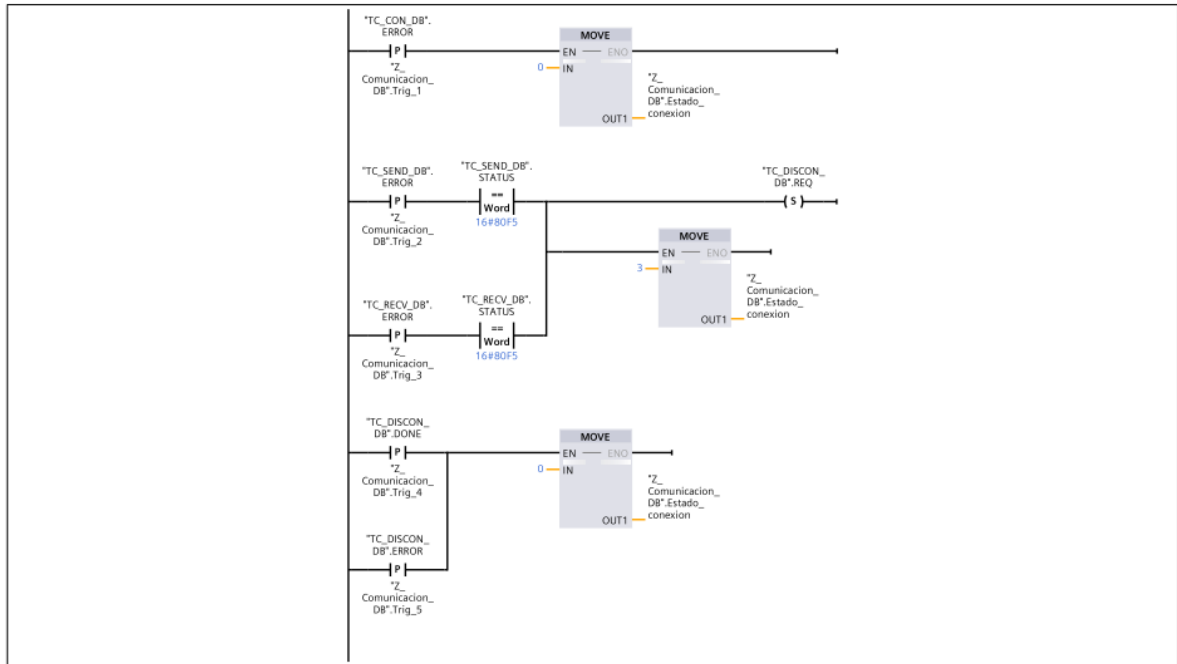 "TC_CON_DB".
ERROR
P
"Z_
Comunicacion_
DB".Trig_1
MOVE
EN
ENO
0
IN
OUT1
"Z_
Comunicacion_
DB".Estado_
conexion
"TC_SEND_DB".
ERROR
P
"Z_
Comunicacion_
DB".Trig_2
"TC_SEND_DB".
STATUS
==
Word
16#80F5
"TC_DISCON_
DB".REQ
S
MOVE
EN
ENO
3
IN
OUT1
"Z_
Comunicacion_
DB".Estado_
conexion
"TC_RECV_DB".
ERROR
P
"Z_
Comunicacion_
DB".Trig_3
"TC_RECV_DB".
STATUS
==
Word
16#80F5
"TC_DISCON_
DB".DONE
P
"Z_
Comunicacion_
DB".Trig_4
MOVE
EN
ENO
0
IN
OUT1
"Z_
Comunicacion_
DB".Estado_
conexion
"TC_DISCON_
DB".ERROR
P
"Z_
Comunicacion_
DB".Trig_5